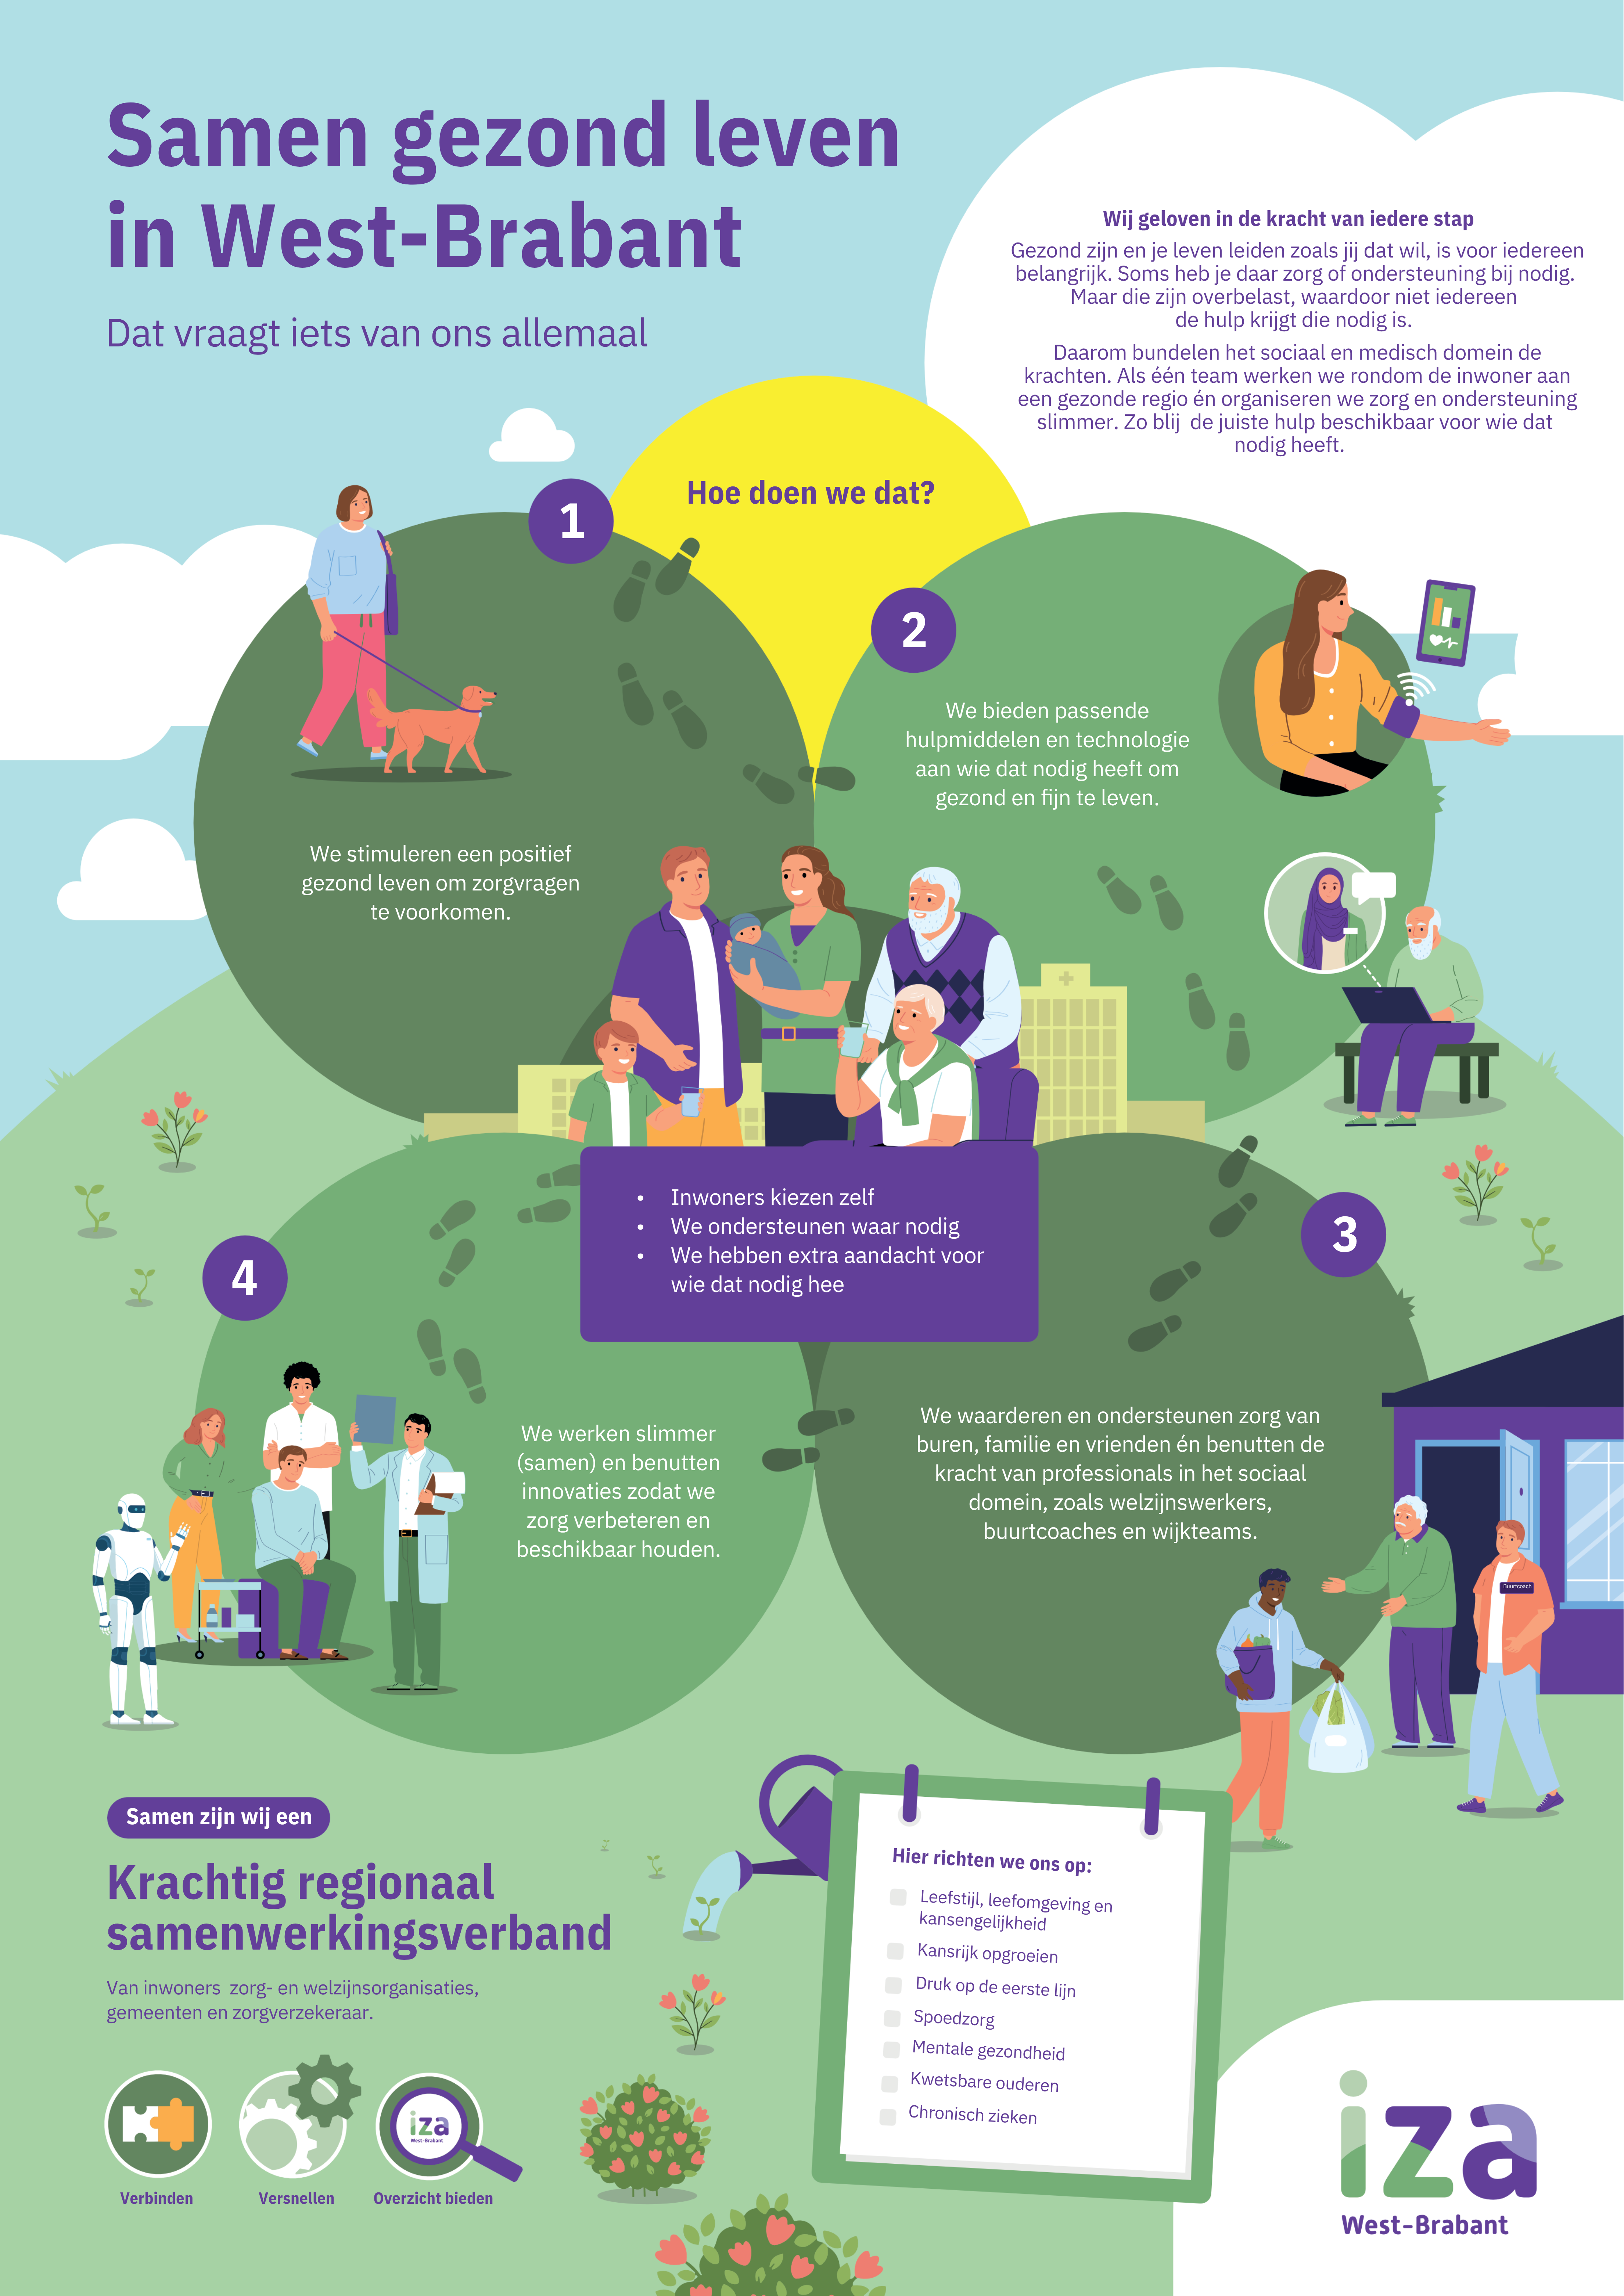 Samen gezond leven
in West-Brabant
Dat vraagt iets van ons allemaal
Wij geloven in de kracht van iedere stap
Gezond zijn en je leven leiden zoals jij dat wil, is voor iedereen
belangrijk. Soms heb je daar zorg of ondersteuning bij nodig.
Maar die zijn overbelast, waardoor niet iedereen
de hulp krijgt die nodig is.
Daarom bundelen het sociaal en medisch domein de
krachten. Als één team werken we rondom de inwoner aan
een gezonde regio én organiseren we zorg en ondersteuning
slimmer. Zo blij  de juiste hulp beschikbaar voor wie dat
nodig heeft.
Hoe doen we dat?
1
We stimuleren een positief
gezond leven om zorgvragen
te voorkomen.
2
We bieden passende
hulpmiddelen en technologie
aan wie dat nodig heeft om
gezond en fijn te leven.
• Inwoners kiezen zelf
• We ondersteunen waar nodig
• We hebben extra aandacht voor
wie dat nodig hee
3
We waarderen en ondersteunen zorg van
buren, familie en vrienden én benutten de
kracht van professionals in het sociaal
domein, zoals welzijnswerkers,
buurtcoaches en wijkteams.
Buurtcoach
4
We werken slimmer
(samen) en benutten
innovaties zodat we
zorg verbeteren en
beschikbaar houden.
Samen zijn wij een
Krachtig regionaal
samenwerkingsverband
Van inwoners  zorg- en welzijnsorganisaties,
gemeenten en zorgverzekeraar.
iza
West-Brabant
Verbinden
Versnellen
Overzicht bieden
Hier richten we ons op:
Leefstijl, leefomgeving en
kansengelijkheid
Kansrijk opgroeien
Druk op de eerste lijn
Spoedzorg
Mentale gezondheid
Kwetsbare ouderen
Chronisch zieken
iza
West-Brabant